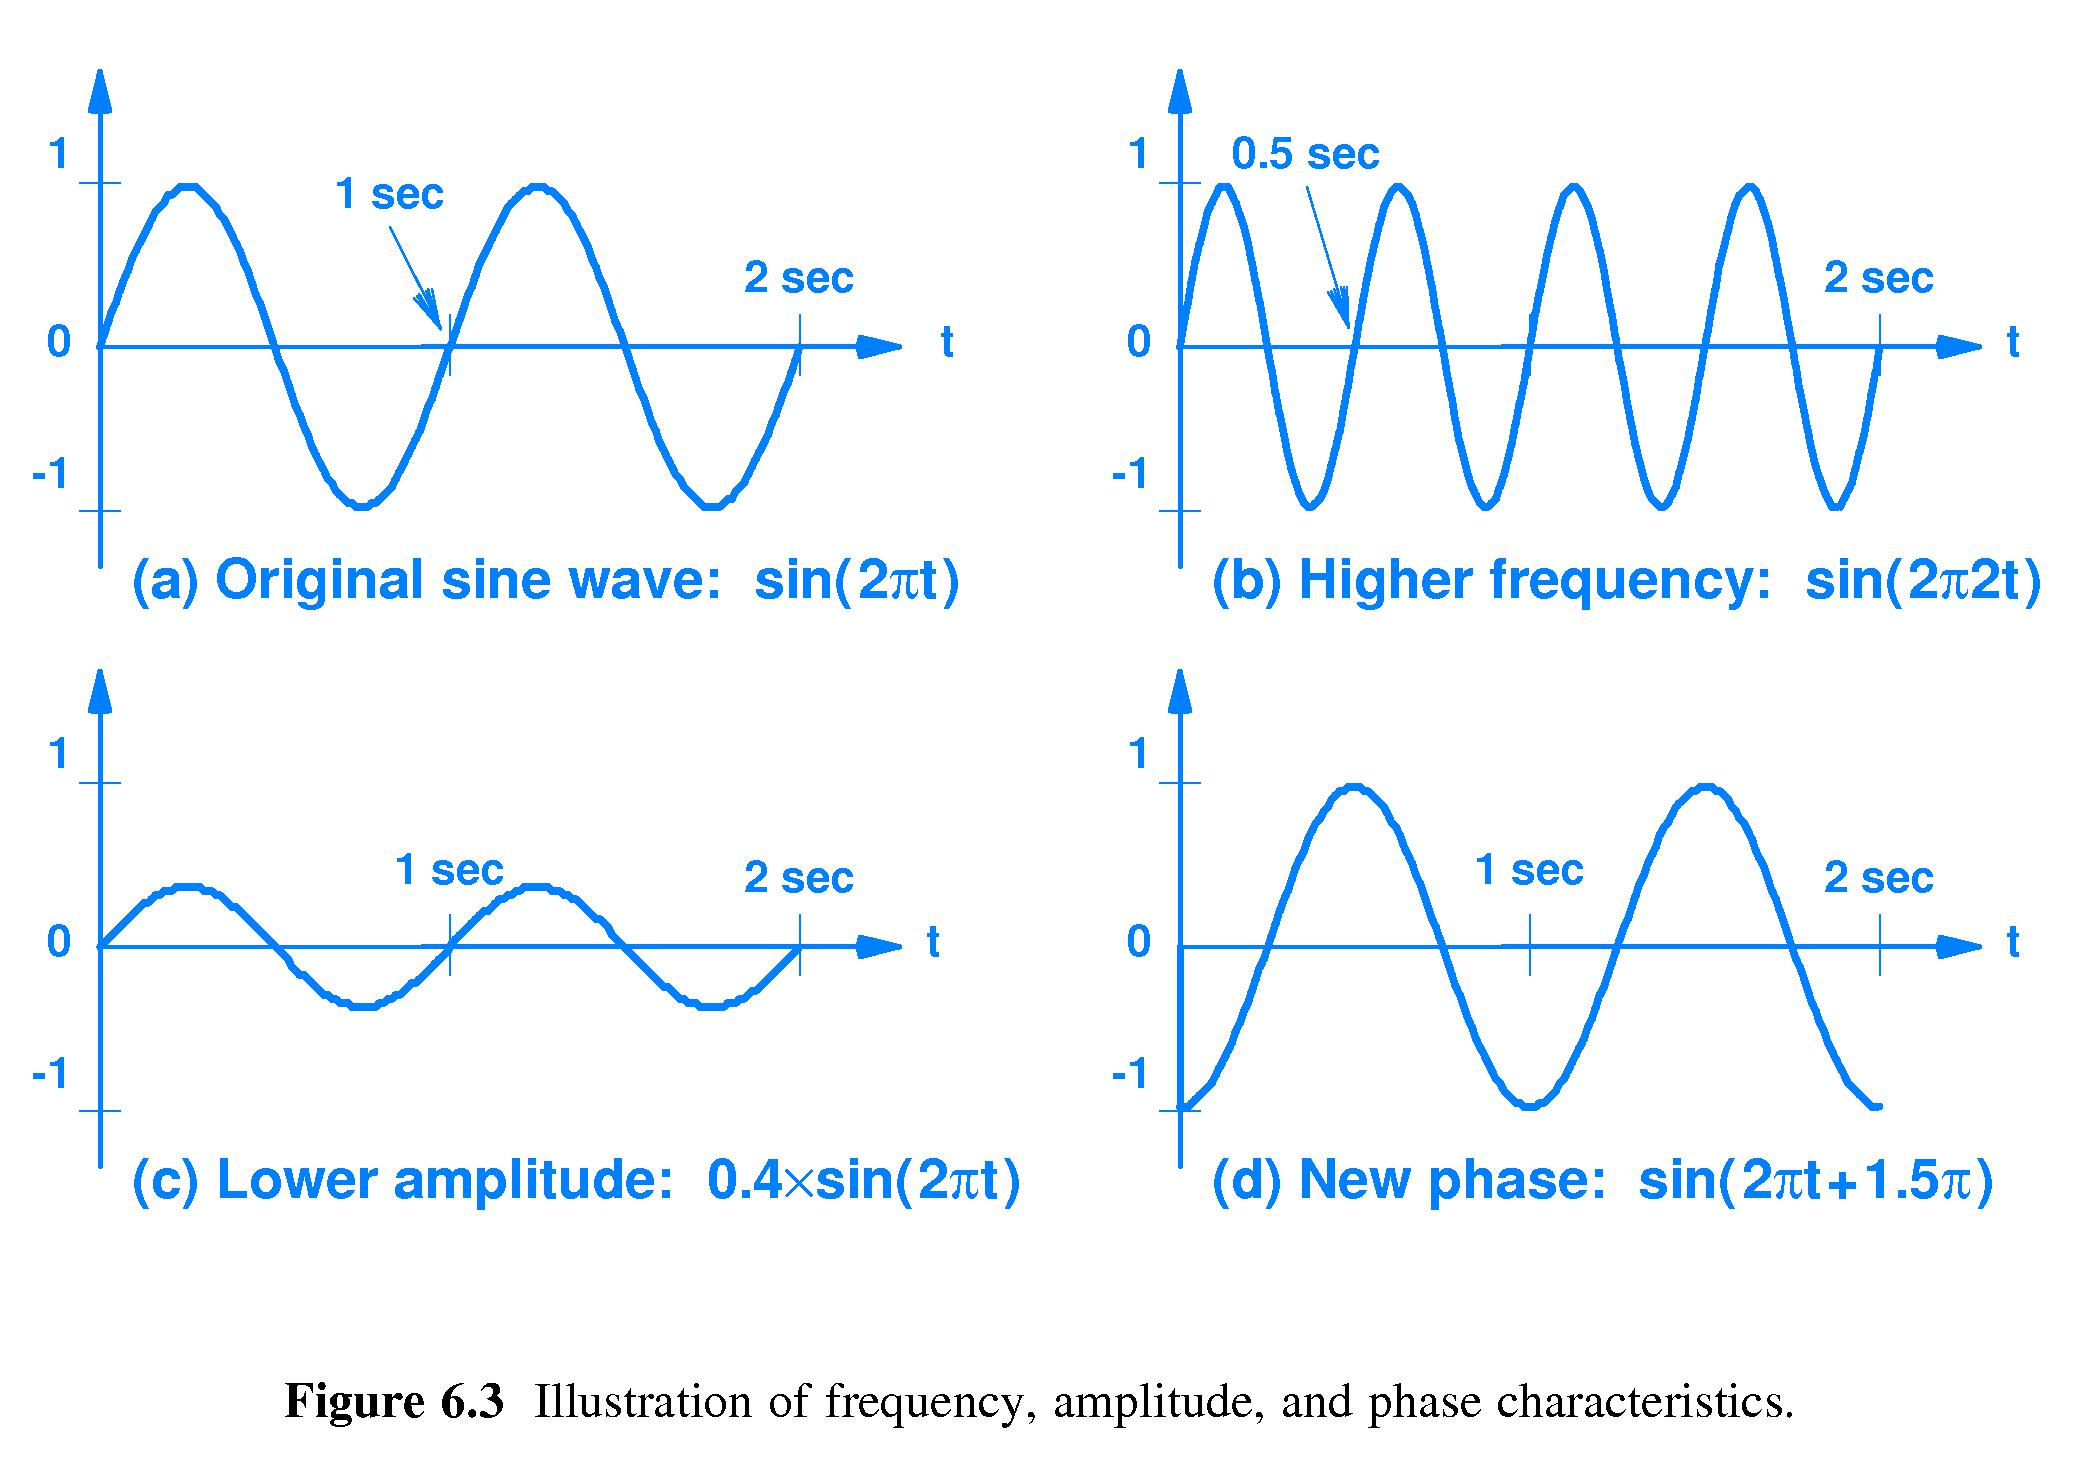 1
0
-1
1 sec
2 sec
t
(a) Original sine wave: sin(2πt)
1
0
-1
0.5 sec
2 sec
t
(b) Higher frequency: sin(2π2t)
1
0
-1
1 sec
2 sec
t
(c) Lower amplitude: 0.4×sin(2πt)
1
0
-1
1 sec
2 sec
t
(d) New phase: sin(2πt+1.5π)
Figure 6.3 Illustration of frequency, amplitude, and phase characteristics.